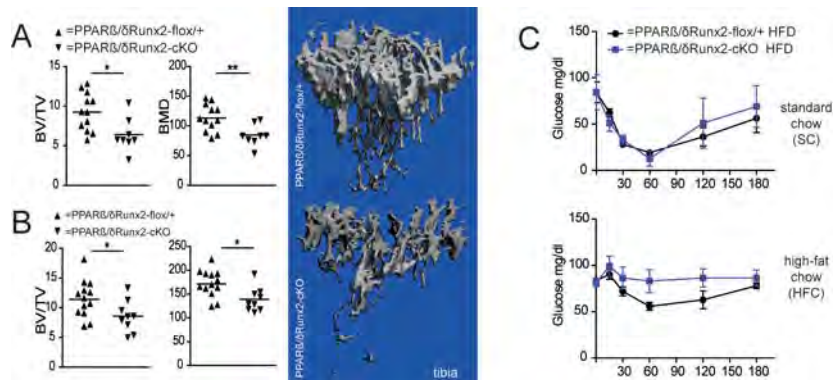 A
▲ =PPARß/δRunx2-flox/+
▼ =PPARß/δRunx2-cKO
BV/TV
15
10
5
0
*
BMD
200
150
100
50
0
**
B
▲ =PPARß/δRunx2-flox/+
▼ =PPARß/δRunx2-cKO
BV/TV
20
15
10
5
0
*
250
200
150
100
50
0
*
PPARß/δRunx2-flox/+
PPARß/δRunx2-cKO
tibia
C
=PPARß/δRunx2-flox/+ HFD
=PPARß/δRunx2-cKO HFD
Glucose mg/dl
100
50
0
30 60 90 120 150 180
standard
chow
(SC)
Glucose mg/dl
100
50
0
30 60 90 120 150 180
high-fat
chow
(HFC)